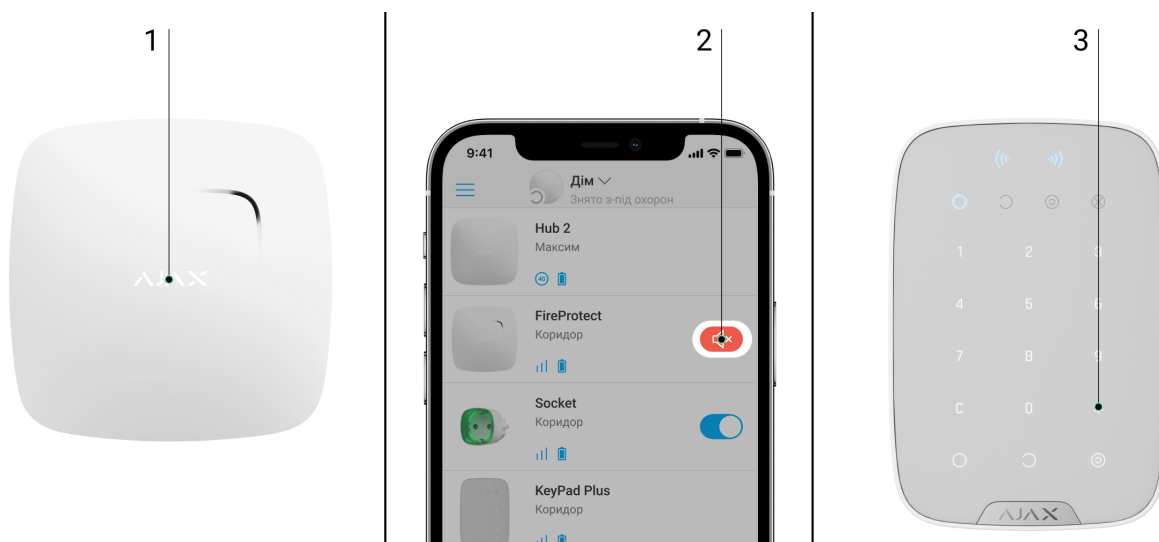 1
AJAX
2
9:41
Дім
Знято з-під охорон
Hub 2
Максим
4G
FireProtect
Коридор
Socket
Коридор
KeyPad Plus
Коридор
3
1 2 3
4 5 6
7 8 9
C 0
AJAX